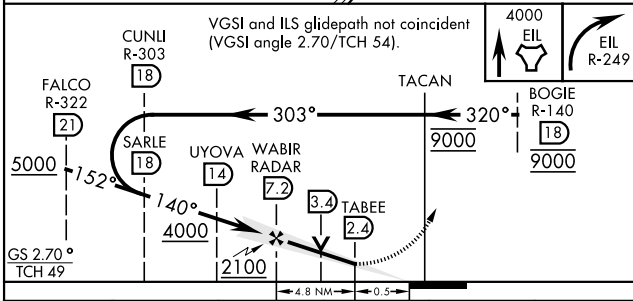 VGSI and ILS glidepath not coincident
(VGSI angle 2.70/TCH 54).
4000
EIL
EIL
R-249
CUNLI
R-303
18
FALCO
R-322
21
TACAN
BOGIE
R-140
18
9000
303°
320°
9000
SARLE
18
UYOVA
14
WABIR
RADAR
7.2
3.4
TABEE
2.4
5000
152°
140°
4000
2100
GS 2.70°
TCH 49
4.8 NM
0.5